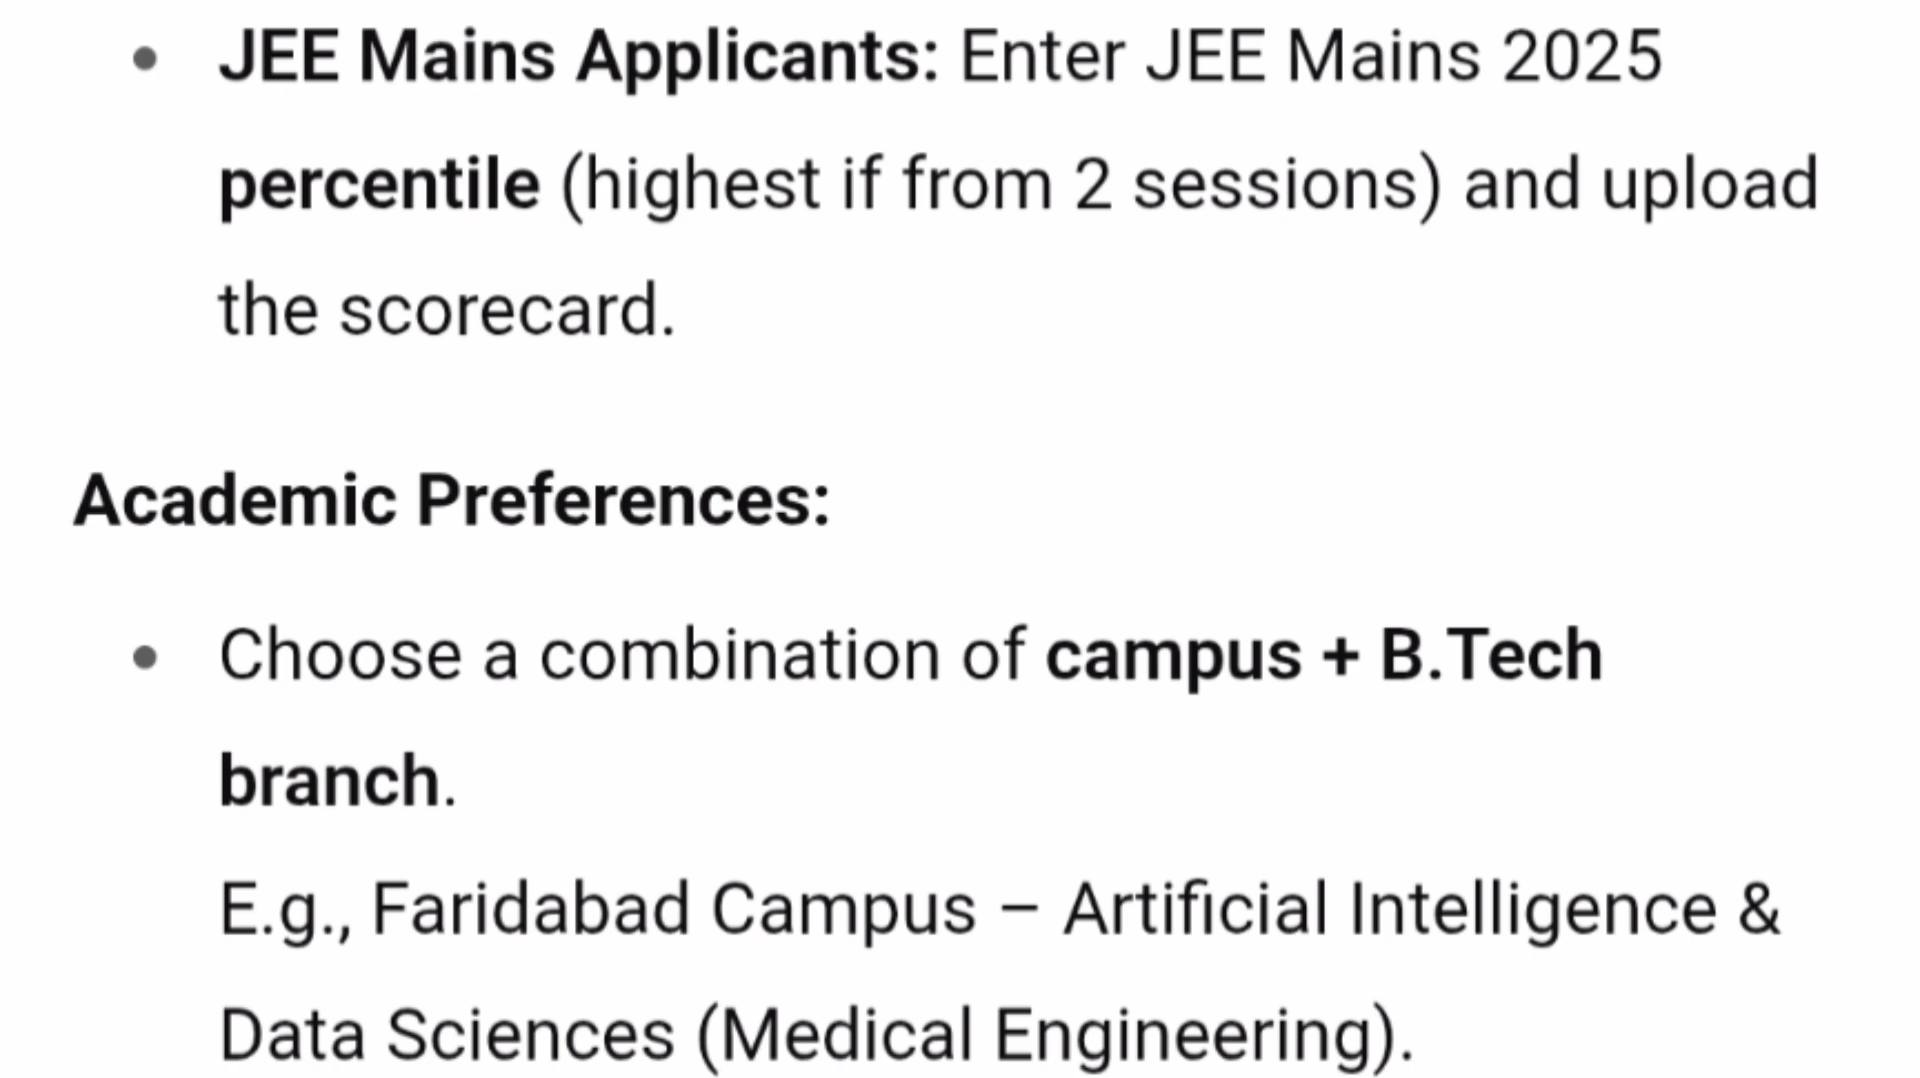 • JEE Mains Applicants: Enter JEE Mains 2025
percentile (highest if from 2 sessions) and upload
the scorecard.
Academic Preferences:
• Choose a combination of campus + B.Tech
branch.
E.g., Faridabad Campus – Artificial Intelligence &
Data Sciences (Medical Engineering).